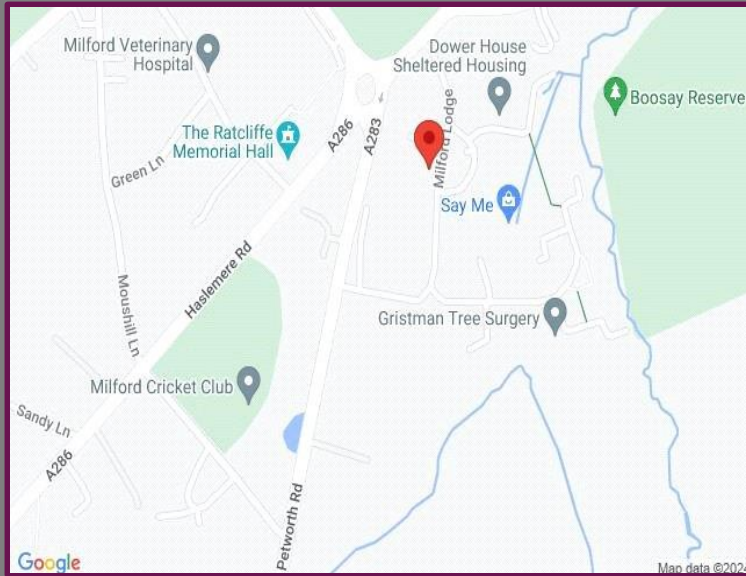 Milford Veterinary
Hospital
Dower House
Sheltered Housing
Boosay Reserve
The Ratcliffe
Memorial Hall
A286
A283
Milford Lodge
Green Ln
Say Me
Haslemere Rd
Moushill Ln
Gristman Tree Surgery
Milford Cricket Club
Sandy Ln
A286
Petworth Rd
Google
Map data ©2024